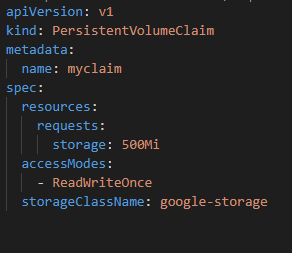 apiVersion: v1
kind: PersistentVolumeClaim
metadata:
  name: myclaim
spec:
  resources:
    requests:
      storage: 500Mi
  accessModes:
    - ReadWriteOnce
  storageClassName: google-storage